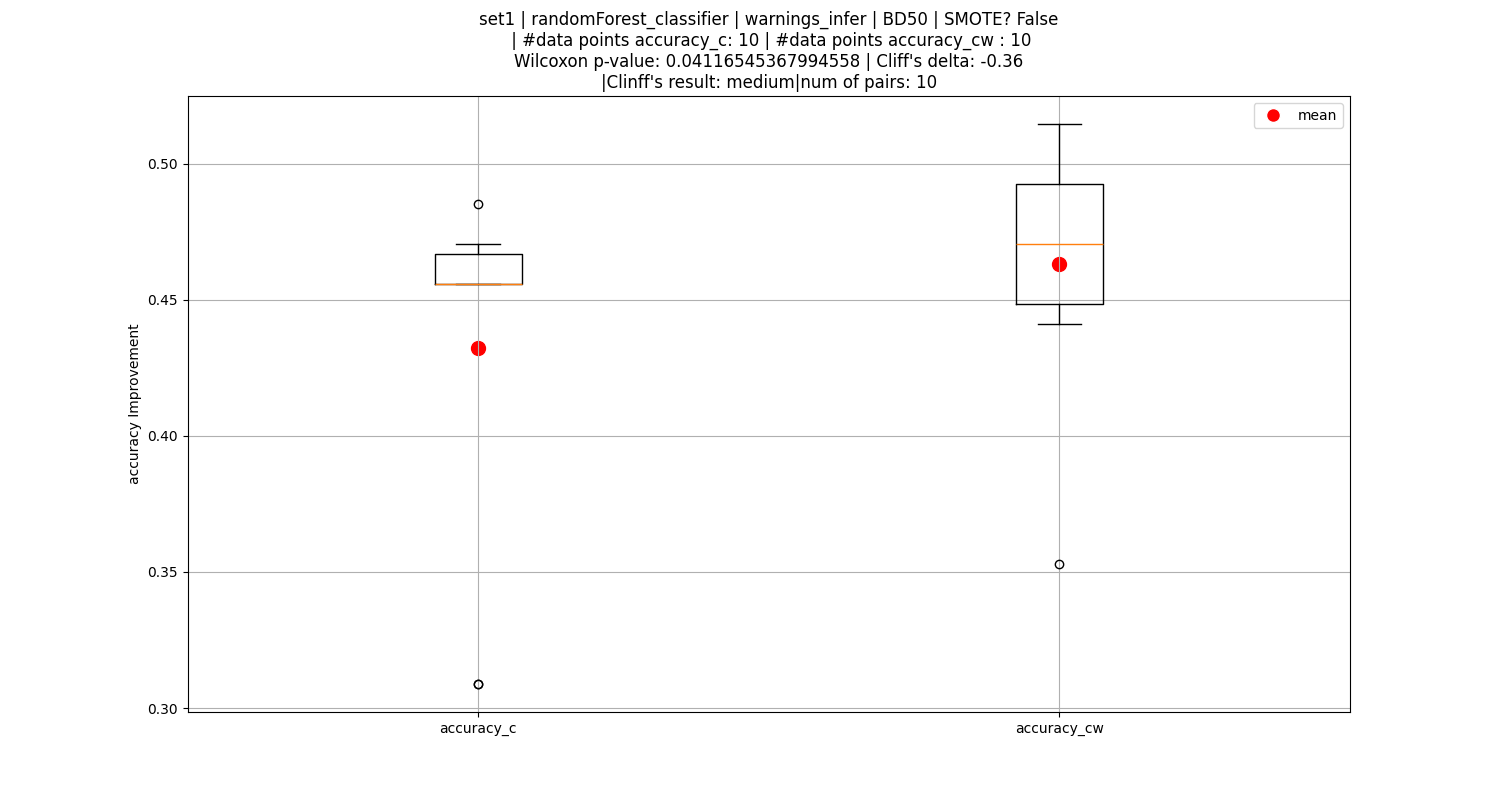 set1 | randomForest_classifier | warnings_infer | BD50 | SMOTE? False
| #data points accuracy_c: 10 | #data points accuracy_cw : 10
Wilcoxon p-value: 0.04116545367994558 | Cliff's delta: -0.36
|Clinff's result: medium|num of pairs: 10
mean
accuracy Improvement
0.50
0.45
0.40
0.35
0.30
accuracy_c
accuracy_cw